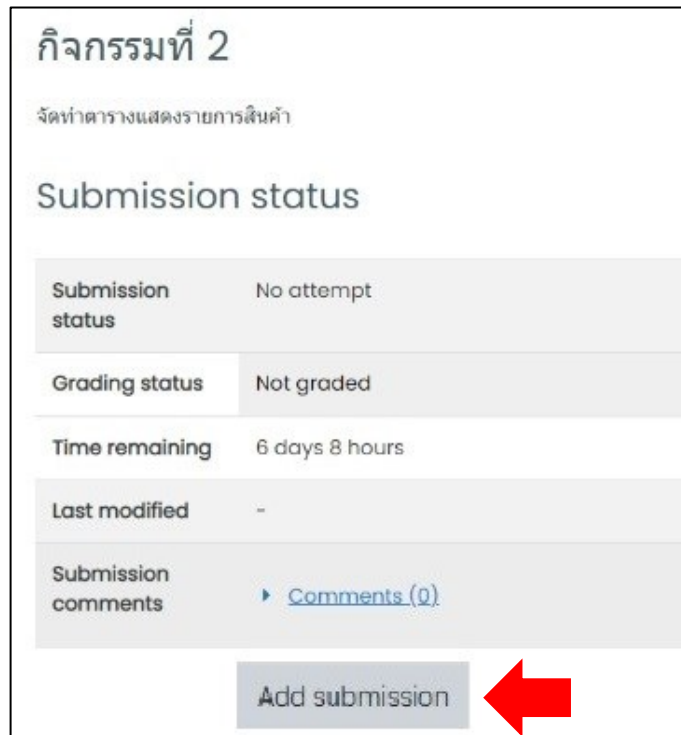 กิจกรรมที่ 2
จัดทำตารางแสดงรายการสินค้า
Submission status
Submission status No attempt
Grading status Not graded
Time remaining 6 days 8 hours
Last modified -
Submission comments Comments (0)
Add submission